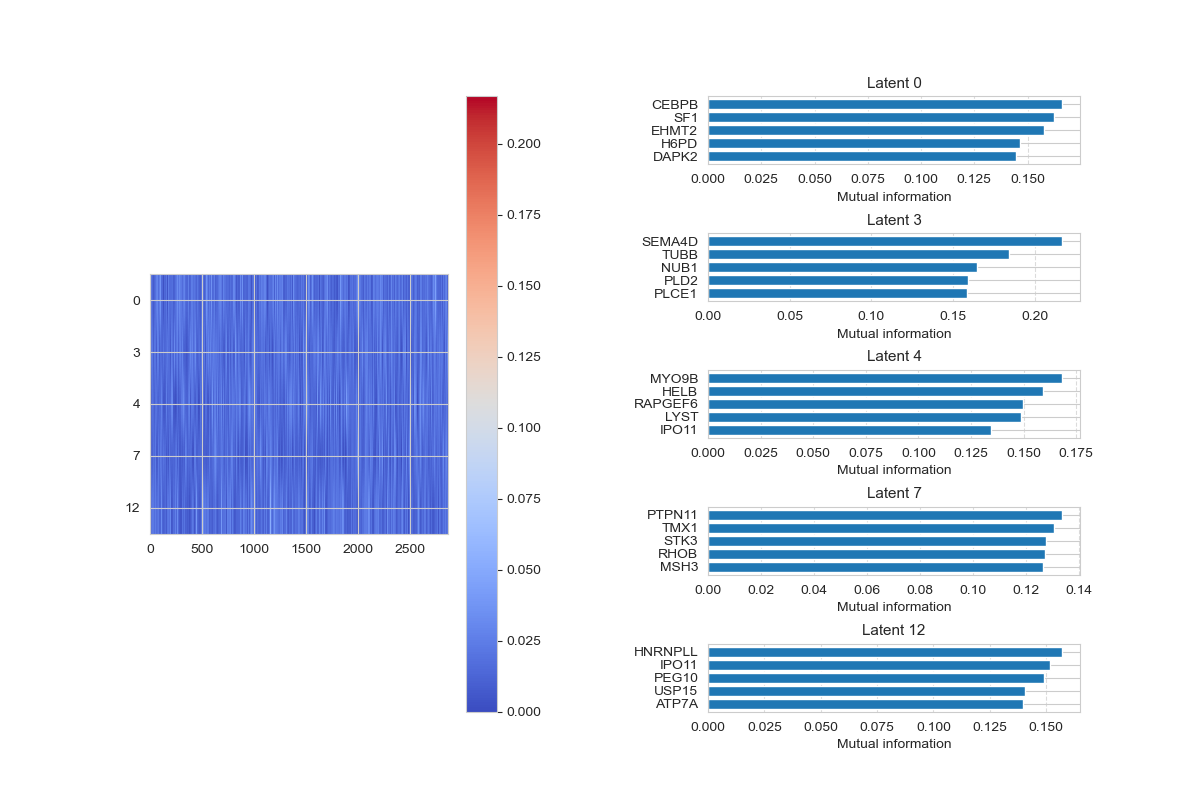 0
3
4
7
12
0 500 1000 1500 2000 2500
0.200
0.175
0.150
0.125
0.100
0.075
0.050
0.025
0.000
Latent 0
CEBPB
SF1
EHMT2
H6PD
DAPK2
0.000 0.025 0.050 0.075 0.100 0.125 0.150
Mutual information
Latent 3
SEMA4D
TUBB
NUB1
PLD2
PLCE1
0.00 0.05 0.10 0.15 0.20
Mutual information
Latent 4
MYO9B
HELB
RAPGEF6
LYST
IPO11
0.000 0.025 0.050 0.075 0.100 0.125 0.150 0.175
Mutual information
Latent 7
PTPN11
TMX1
STK3
RHOB
MSH3
0.00 0.02 0.04 0.06 0.08 0.10 0.12 0.14
Mutual information
Latent 12
HNRNPLL
IPO11
PEG10
USP15
ATP7A
0.000 0.025 0.050 0.075 0.100 0.125 0.150
Mutual information